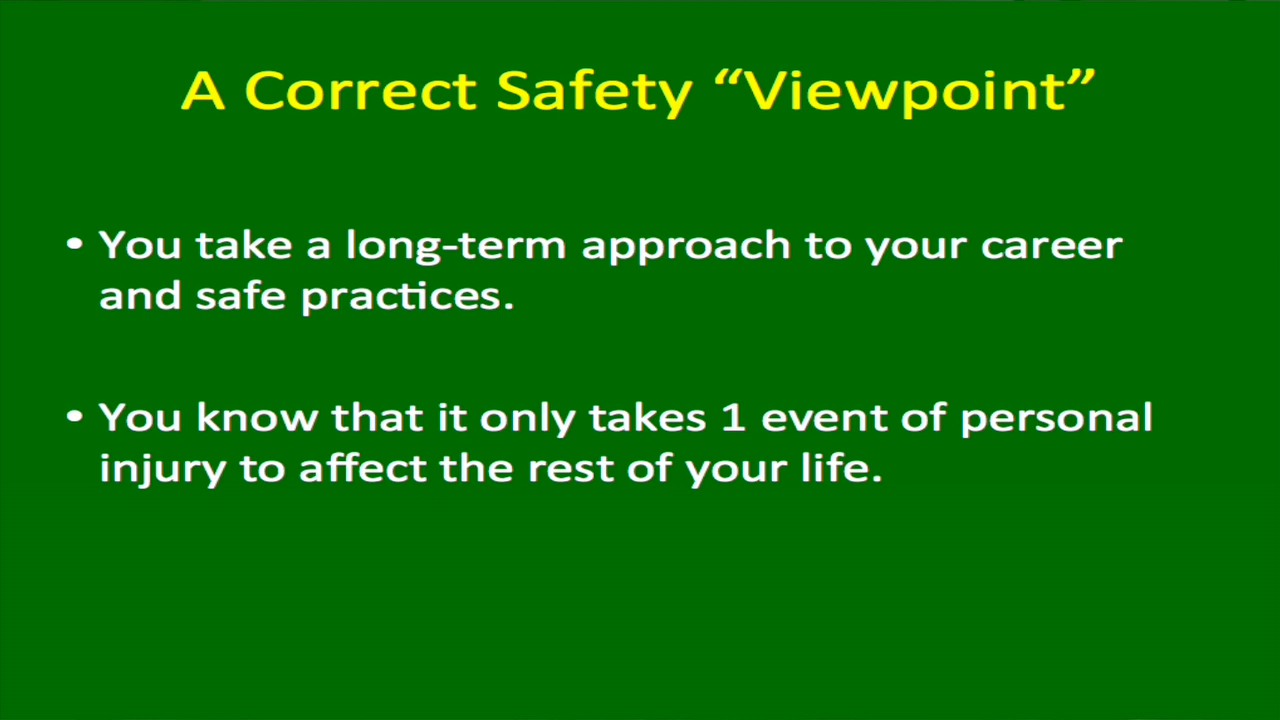 A Correct Safety “Viewpoint”
• You take a long-term approach to your career
and safe practices.
• You know that it only takes 1 event of personal
injury to affect the rest of your life.